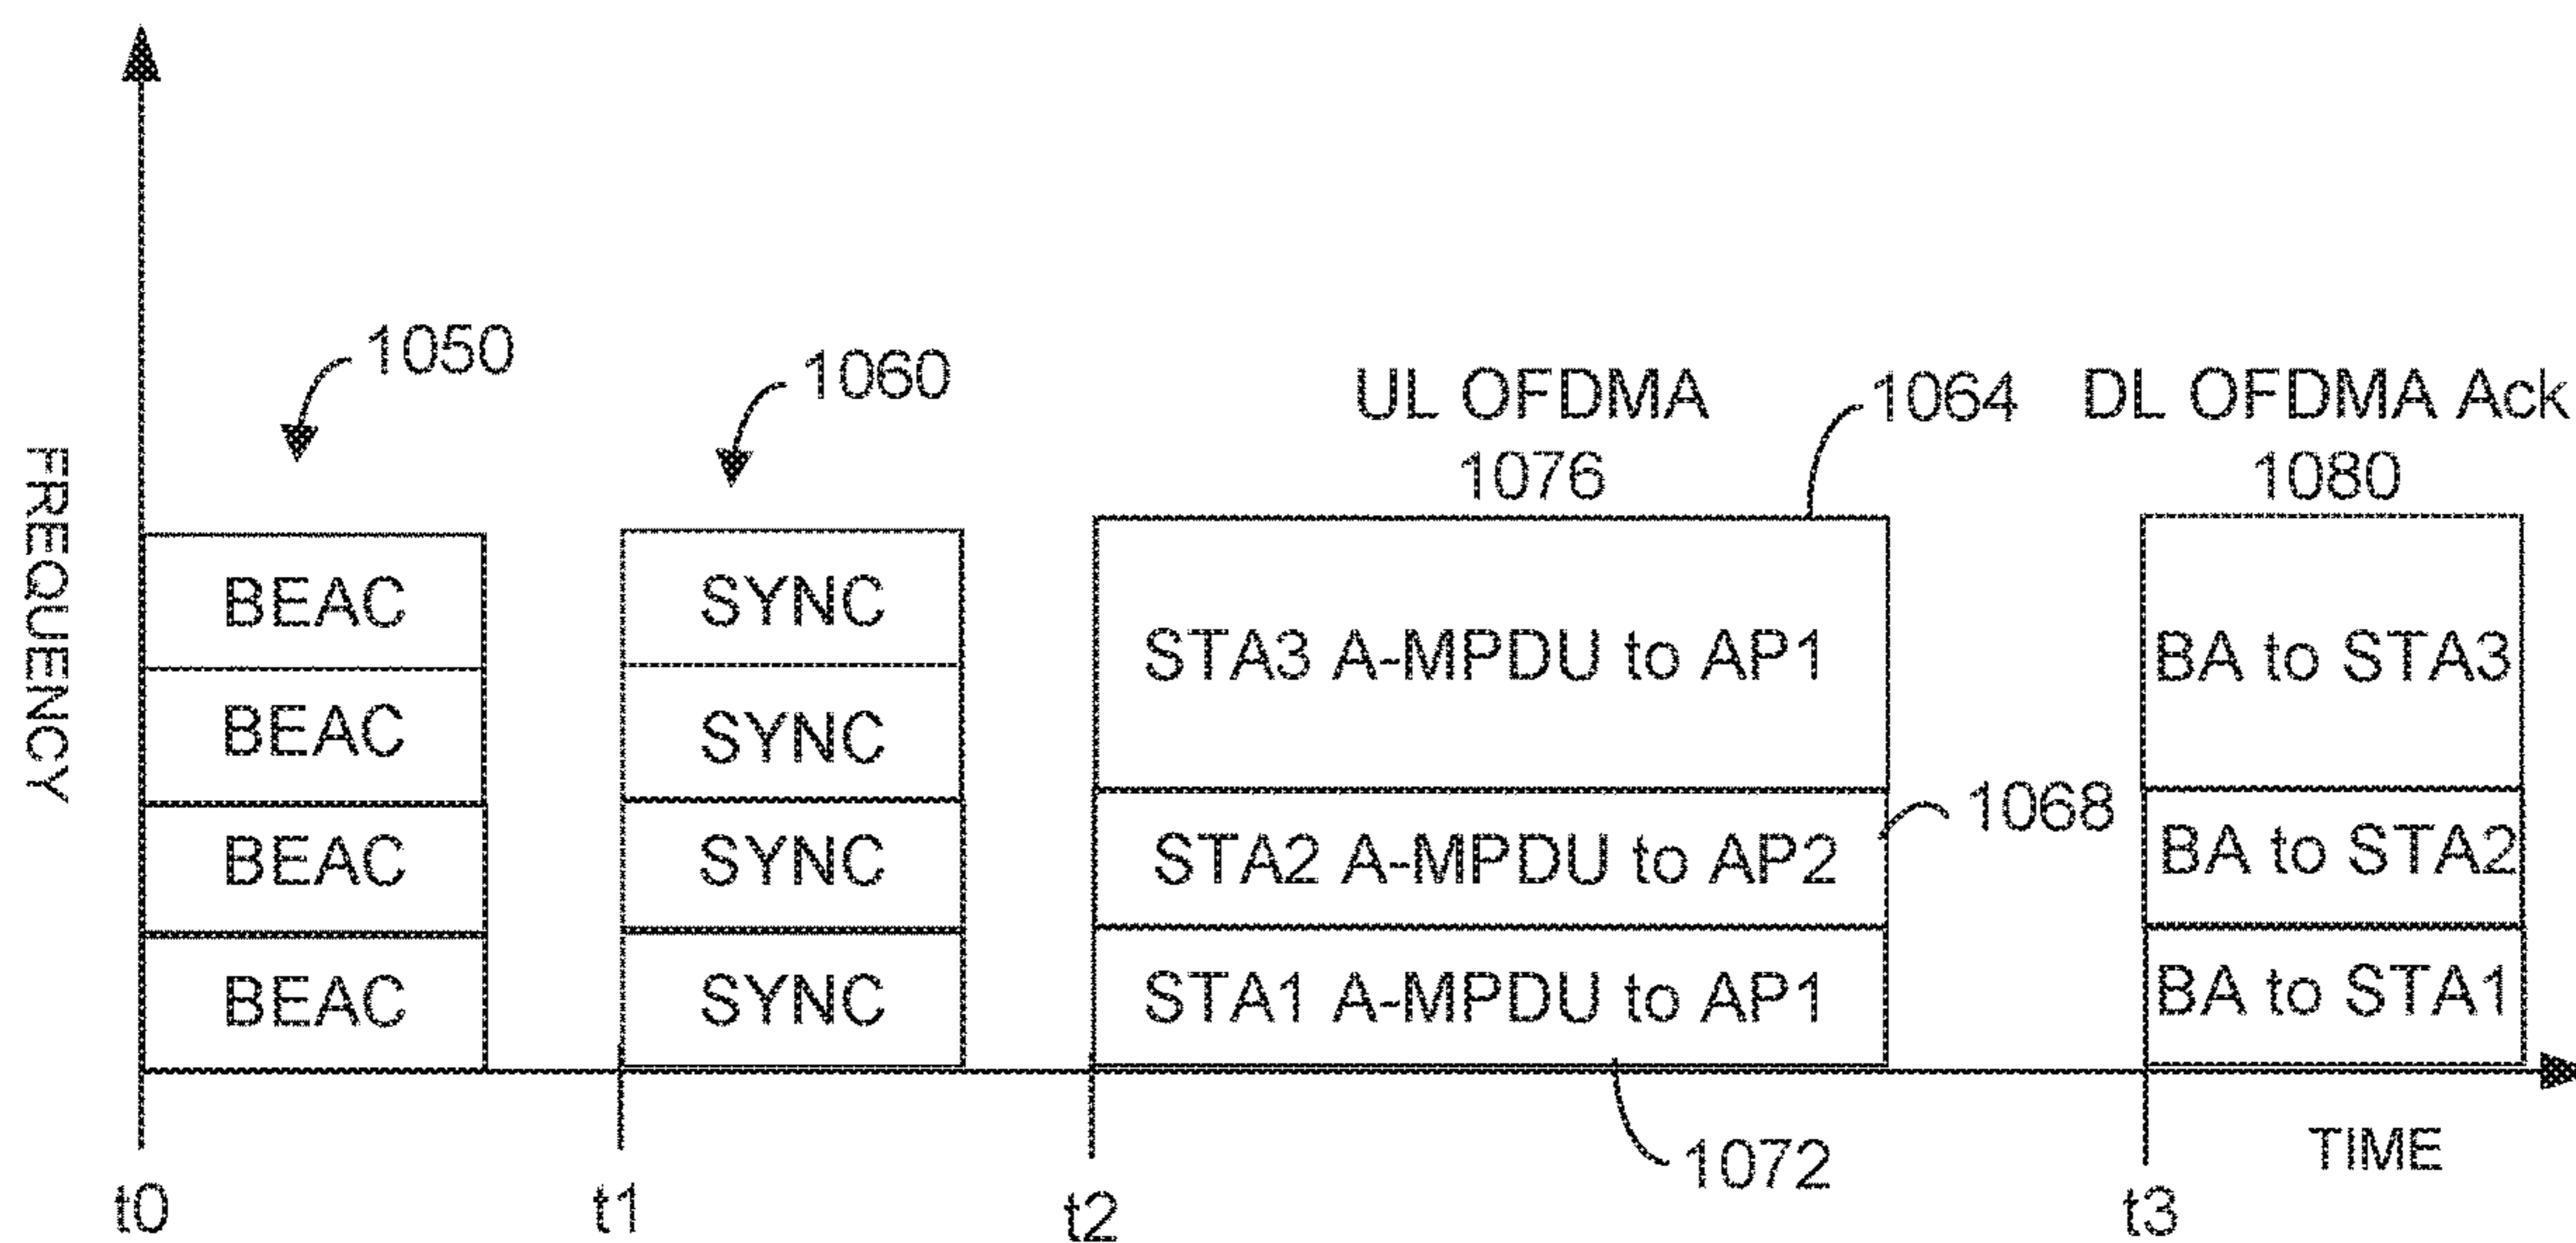 1050
1060
UL OFDMA
1076
1064
DL OFDMA Ack
1080
FREQUENCY
BEAC
BEAC
BEAC
BEAC
SYNC
SYNC
SYNC
SYNC
STA3 A-MPDU to AP1
STA2 A-MPDU to AP2
STA1 A-MPDU to AP1
1068
1072
BA to STA3
BA to STA2
BA to STA1
TIME
t0
t1
t2
t3